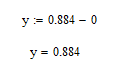 y := 0.884 − 0
y = 0.884